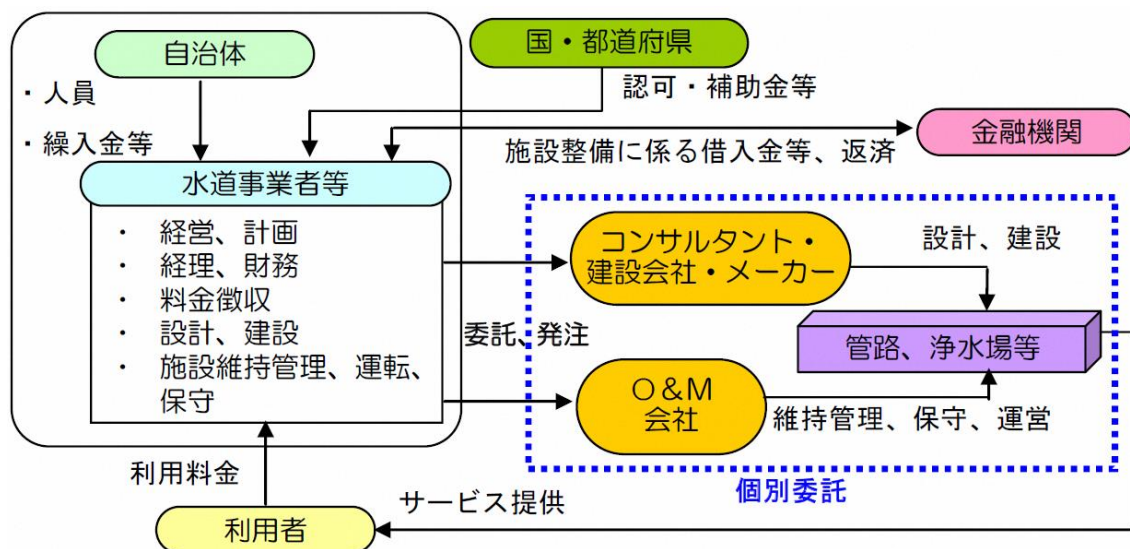 自治体
国・都道府県
・人員
・繰入金等
認可・補助金等
金融機関
施設整備に係る借入金等、返済
水道事業者等
・ 経営、計画
・ 経理、財務
・ 料金徴収
・ 設計、建設
・ 施設維持管理、運転、
保守
委託、発注
コンサルタント・
建設会社・メーカー
設計、建設
管路、浄水場等
O&M
会社
維持管理、保守、運営
個別委託
利用料金
サービス提供
利用者